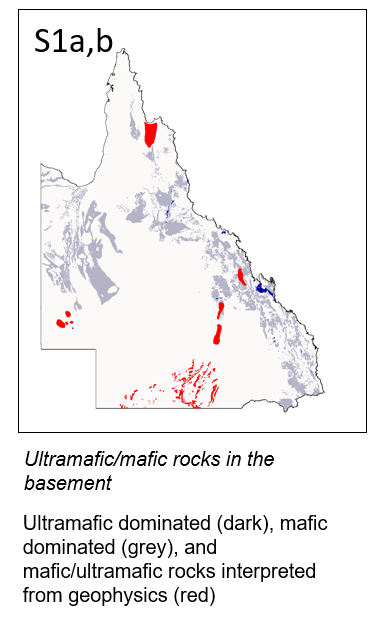 S1a,b
Ultramafic/mafic rocks in the
basement
Ultramafic dominated (dark), mafic
dominated (grey), and
mafic/ultramafic rocks interpreted
from geophysics (red)